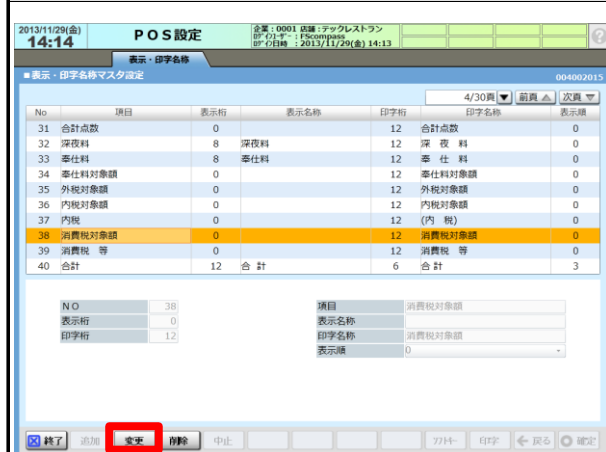 2013/11/29(金)
14:14
POS設定
企業：0001 店舗：テックレストラン
ﾛｸﾞｲﾝﾕｰｻﾞｰ：FScompass
ﾛｸﾞｲﾝ日時 ：2013/11/29(金) 14:13
表示・印字名称
■表示・印字名称マスタ設定 004002015
4/30頁▼ 前頁▲ 次頁▼
No 項目 表示桁 表示名称 印字桁 印字名称 表示順
31 合計点数 0 12 合計点数 0
32 深夜料 8 深夜料 12 深 夜 料 0
33 奉仕料 8 奉仕料 12 奉 仕 料 0
34 奉仕料対象額 0 12 奉仕料対象額 0
35 外税対象額 0 12 外税対象額 0
36 内税対象額 0 12 内税対象額 0
37 内税 0 12 (内 税) 0
38 消費税対象額 0 12 消費税対象額 0
39 消費税 等 0 12 消費税 等 0
40 合計 12 合 計 6 合 計 3
NO 38 項目 消費税対象額
表示桁 0 表示名称
印字桁 12 印字名称 消費税対象額
表示順 0
終了 追加 変更 削除 中止 ｿﾌﾄｷｰ 印字 戻る 確定